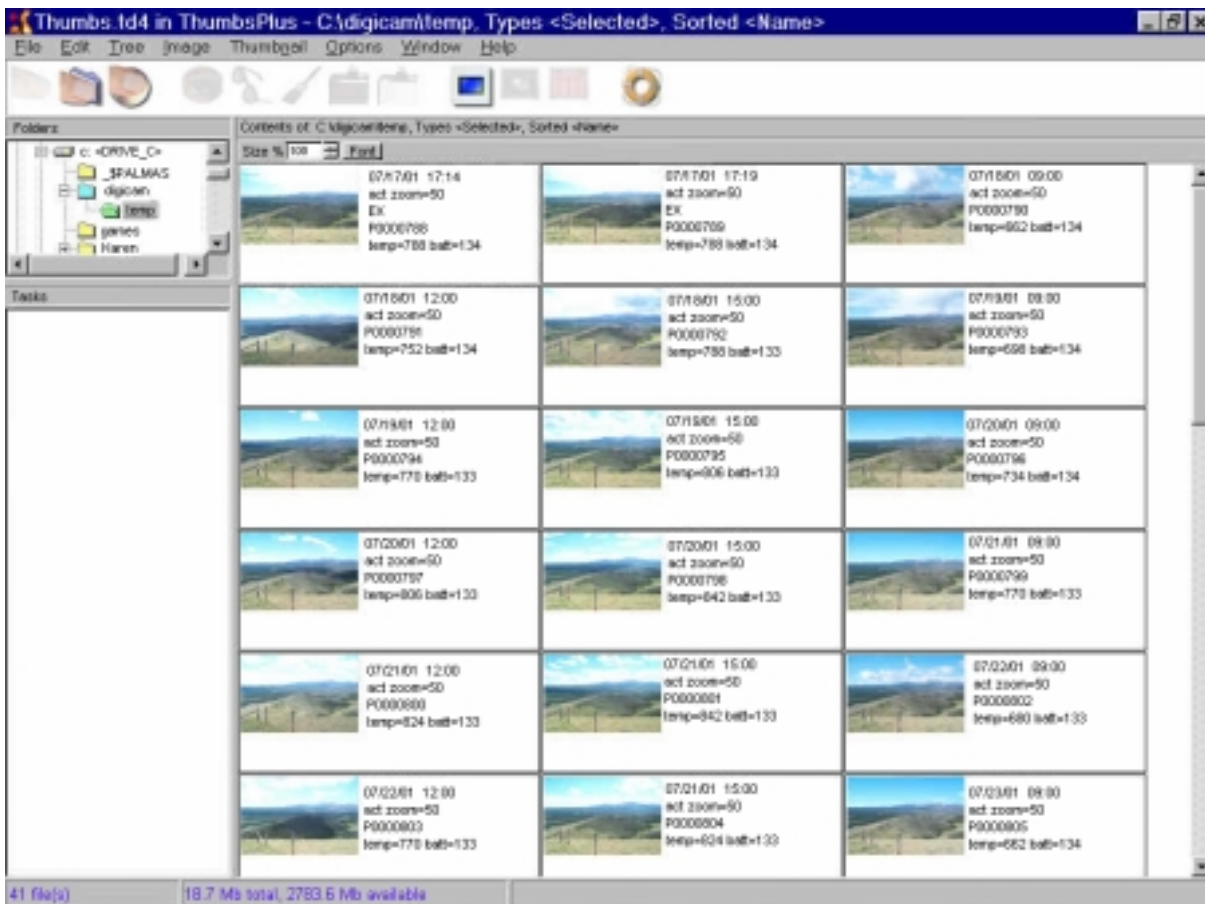 Thumbs.td4 in ThumbsPlus - C:\digicam\temp, Types <Selected>, Sorted <Name>
File Edit Tree Image Thumbnail Options Window Help
Folders
Contents of: C:\digicam\temp, Types <Selected>, Sorted <Name>
c: <DRIVE_C>
_$PALMAS
digicam
temp
games
Karen
Size % 100 Font
Tasks
07/17/01 17:14
act zoom=50
EX
P0000788
temp=788 batt=134
07/17/01 17:19
act zoom=50
EX
P0000789
temp=788 batt=134
07/18/01 09:00
act zoom=50
P0000790
temp=662 batt=134
07/18/01 12:00
act zoom=50
P0000791
temp=752 batt=134
07/18/01 15:00
act zoom=50
P0000792
temp=788 batt=133
07/19/01 09:00
act zoom=50
P0000793
temp=698 batt=134
07/19/01 12:00
act zoom=50
P0000794
temp=770 batt=133
07/19/01 15:00
act zoom=50
P0000795
temp=806 batt=133
07/20/01 09:00
act zoom=50
P0000796
temp=734 batt=134
07/20/01 12:00
act zoom=50
P0000797
temp=806 batt=133
07/20/01 15:00
act zoom=50
P0000798
temp=842 batt=133
07/21/01 09:00
act zoom=50
P0000799
temp=770 batt=133
07/21/01 12:00
act zoom=50
P0000800
temp=824 batt=133
07/21/01 15:00
act zoom=50
P0000801
temp=842 batt=133
07/22/01 09:00
act zoom=50
P0000802
temp=680 batt=133
07/22/01 12:00
act zoom=50
P0000803
temp=770 batt=133
07/21/01 15:00
act zoom=50
P0000804
temp=824 batt=133
07/23/01 09:00
act zoom=50
P0000805
temp=662 batt=134
41 file(s)
18.7 Mb total, 2783.6 Mb available